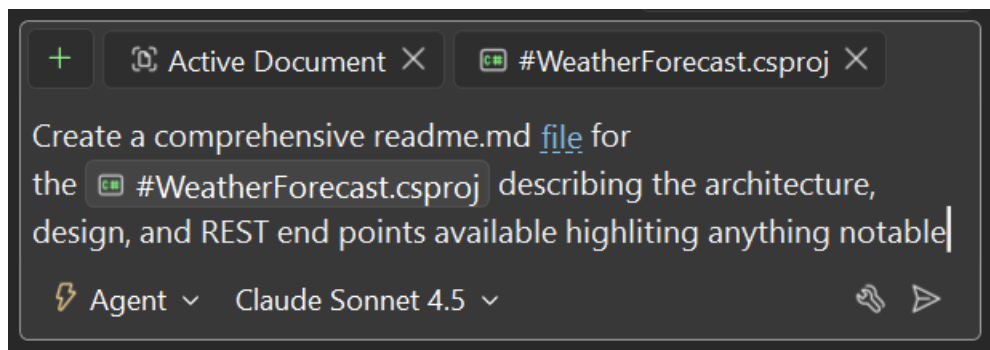 + Active Document #WeatherForecast.csproj
Create a comprehensive readme.md file for
the #WeatherForecast.csproj describing the architecture,
design, and REST end points available highliting anything notable
Agent Claude Sonnet 4.5